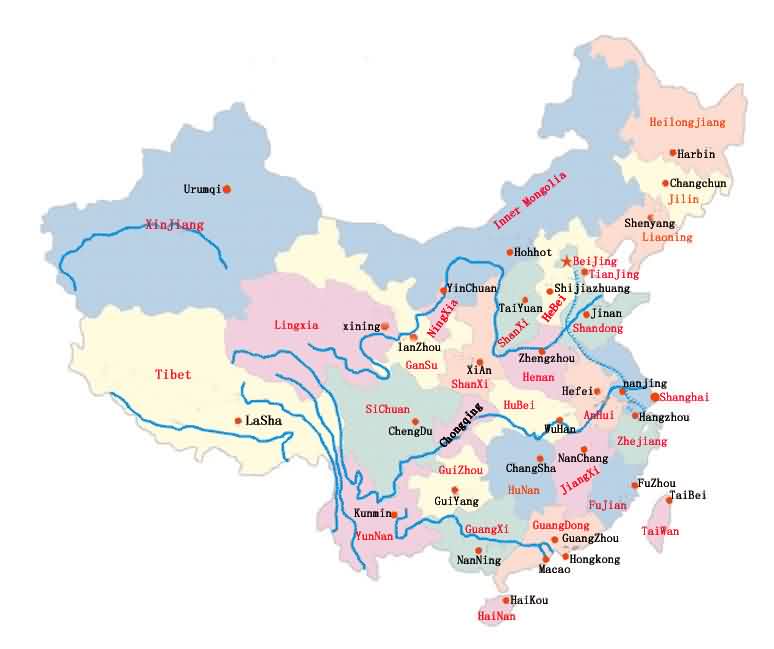 Heilongjiang
Harbin
Changchun
Jilin
Urumqi
Inner Mongolia
Shenyang
XinJiang
Liaoning
Hohhot
BeiJing
TianJing
YinChuan
Shijiazhuang
TaiYuan
HeBei
NingXia
Jinan
Lingxia
xining
ShanXi
Shandong
lanZhou
Zhengzhou
GanSu
XiAn
Tibet
Henan
ShanXi
Hefei
nanjing
Shanghai
SiChuan
HuBei
AnHui
Hangzhou
LaSha
ChengDu
Chongqing
WuHan
Zhejiang
NanChang
GuiZhou
ChangSha
JiangXi
HuNan
FuZhou
GuiYang
TaiBei
FuJian
Kunmin
GuangXi
GuangDong
YunNan
GuangZhou
TaiWan
NanNing
Hongkong
Macao
HaiKou
HaiNan